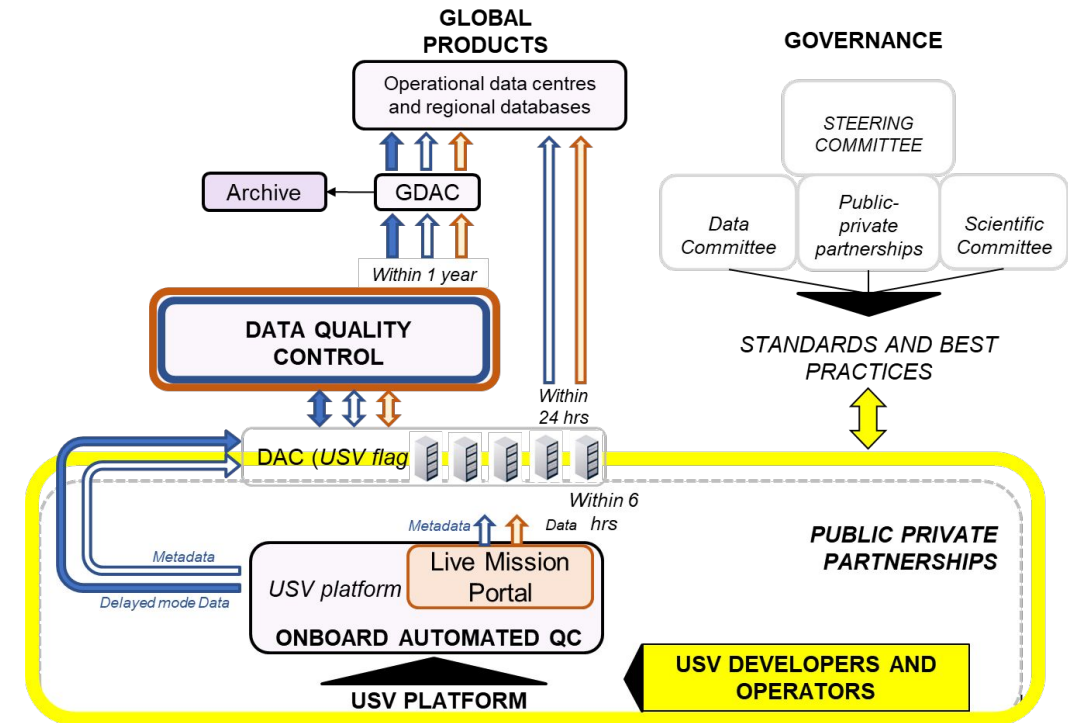 GLOBAL
PRODUCTS
Operational data centres
and regional databases
Archive
GDAC
Within 1 year
DATA QUALITY
CONTROL
Within
24 hrs
DAC (USV flag
Within 6
hrs
Metadata
Data
Metadata
Delayed mode Data
USV platform
Live Mission
Portal
ONBOARD AUTOMATED QC
USV PLATFORM
GOVERNANCE
STEERING
COMMITTEE
Data
Committee
Public-
private
partnerships
Scientific
Committee
STANDARDS AND BEST
PRACTICES
PUBLIC PRIVATE
PARTNERSHIPS
USV DEVELOPERS AND
OPERATORS